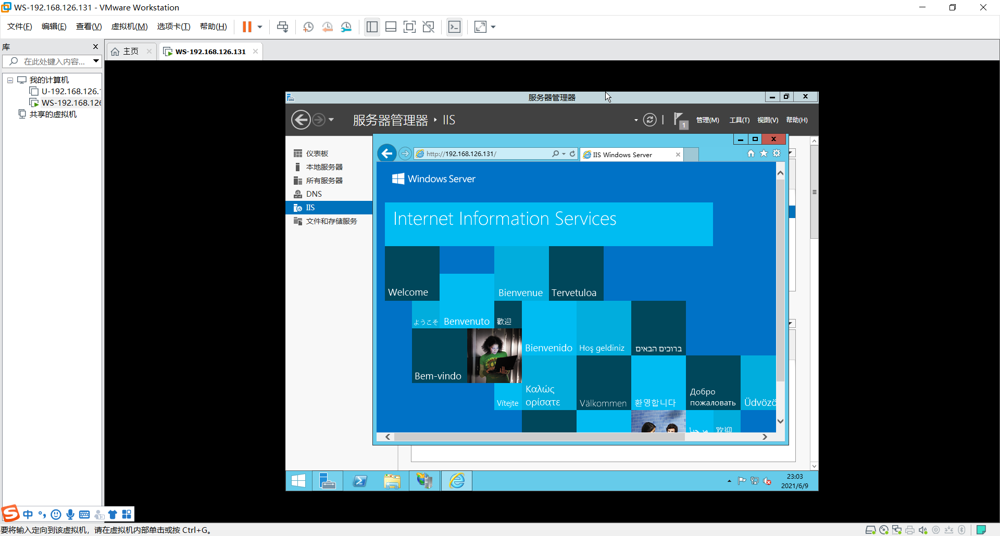 WS-192.168.126.131 - VMware Workstation
文件(F) 编辑(E) 查看(V) 虚拟机(M) 选项卡(T) 帮助(H)
库
主页
WS-192.168.126.131
在此处键入内容...
我的计算机
U-192.168.126.
WS-192.168.126
共享的虚拟机
服务器管理器
服务器管理器 IIS
1
管理(M) 工具(T) 视图(V) 帮助(H)
仪表板
本地服务器
所有服务器
DNS
IIS
文件和存储服务
http://192.168.126.131/
IIS Windows Server
Windows Server
Internet Information Services
Welcome
Bienvenue
Tervetuloa
ようこそ
Benvenuto
歡迎
Bienvenido
Hoş geldiniz
ברוכים הבאים
Bem-vindo
Vítejte
Καλώς
ορίσατε
Välkommen
환영합니다
Добро
пожаловать
Üdvözö
欢迎
23:03
2021/6/9
中
要将输入定向到该虚拟机，请在虚拟机内部单击或按 Ctrl+G。